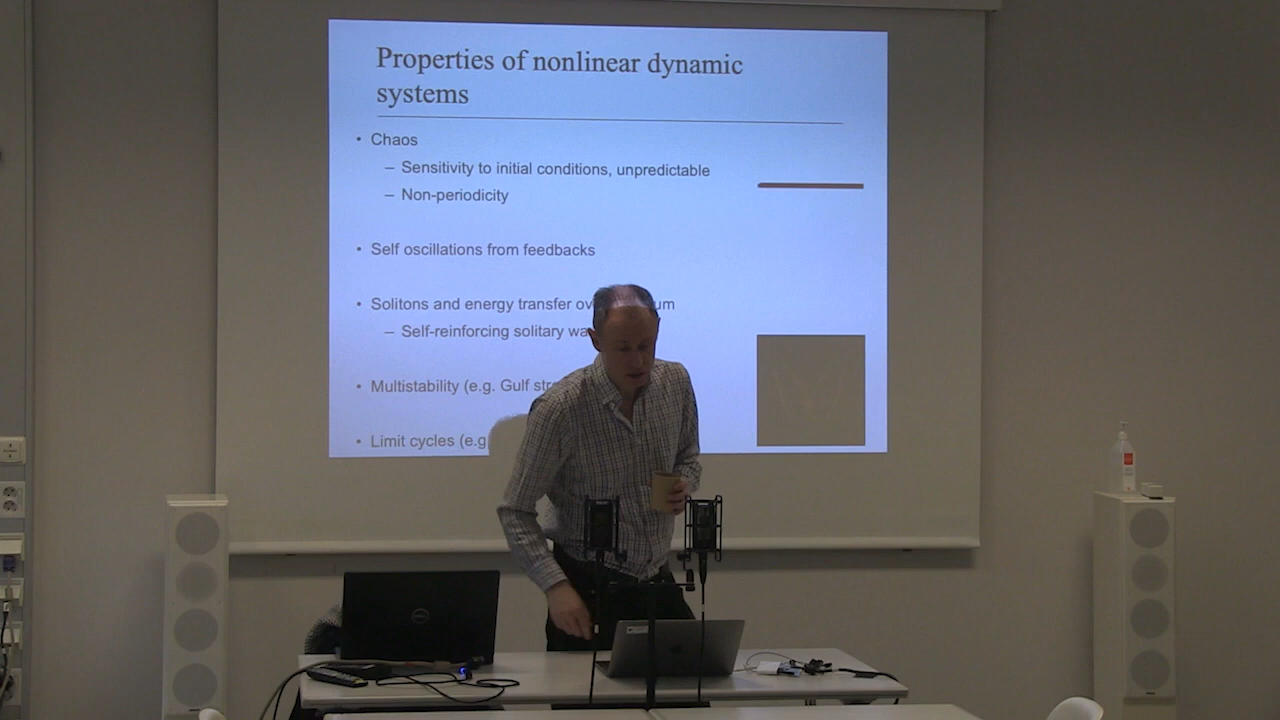 Properties of nonlinear dynamic
systems
• Chaos
– Sensitivity to initial conditions, unpredictable
– Non-periodicity
• Self oscillations from feedbacks
• Solitons and energy transfer
– Self-reinforcing solitary
• Multistability (e.g. Gulf
• Limit cycles (e.g
DELL